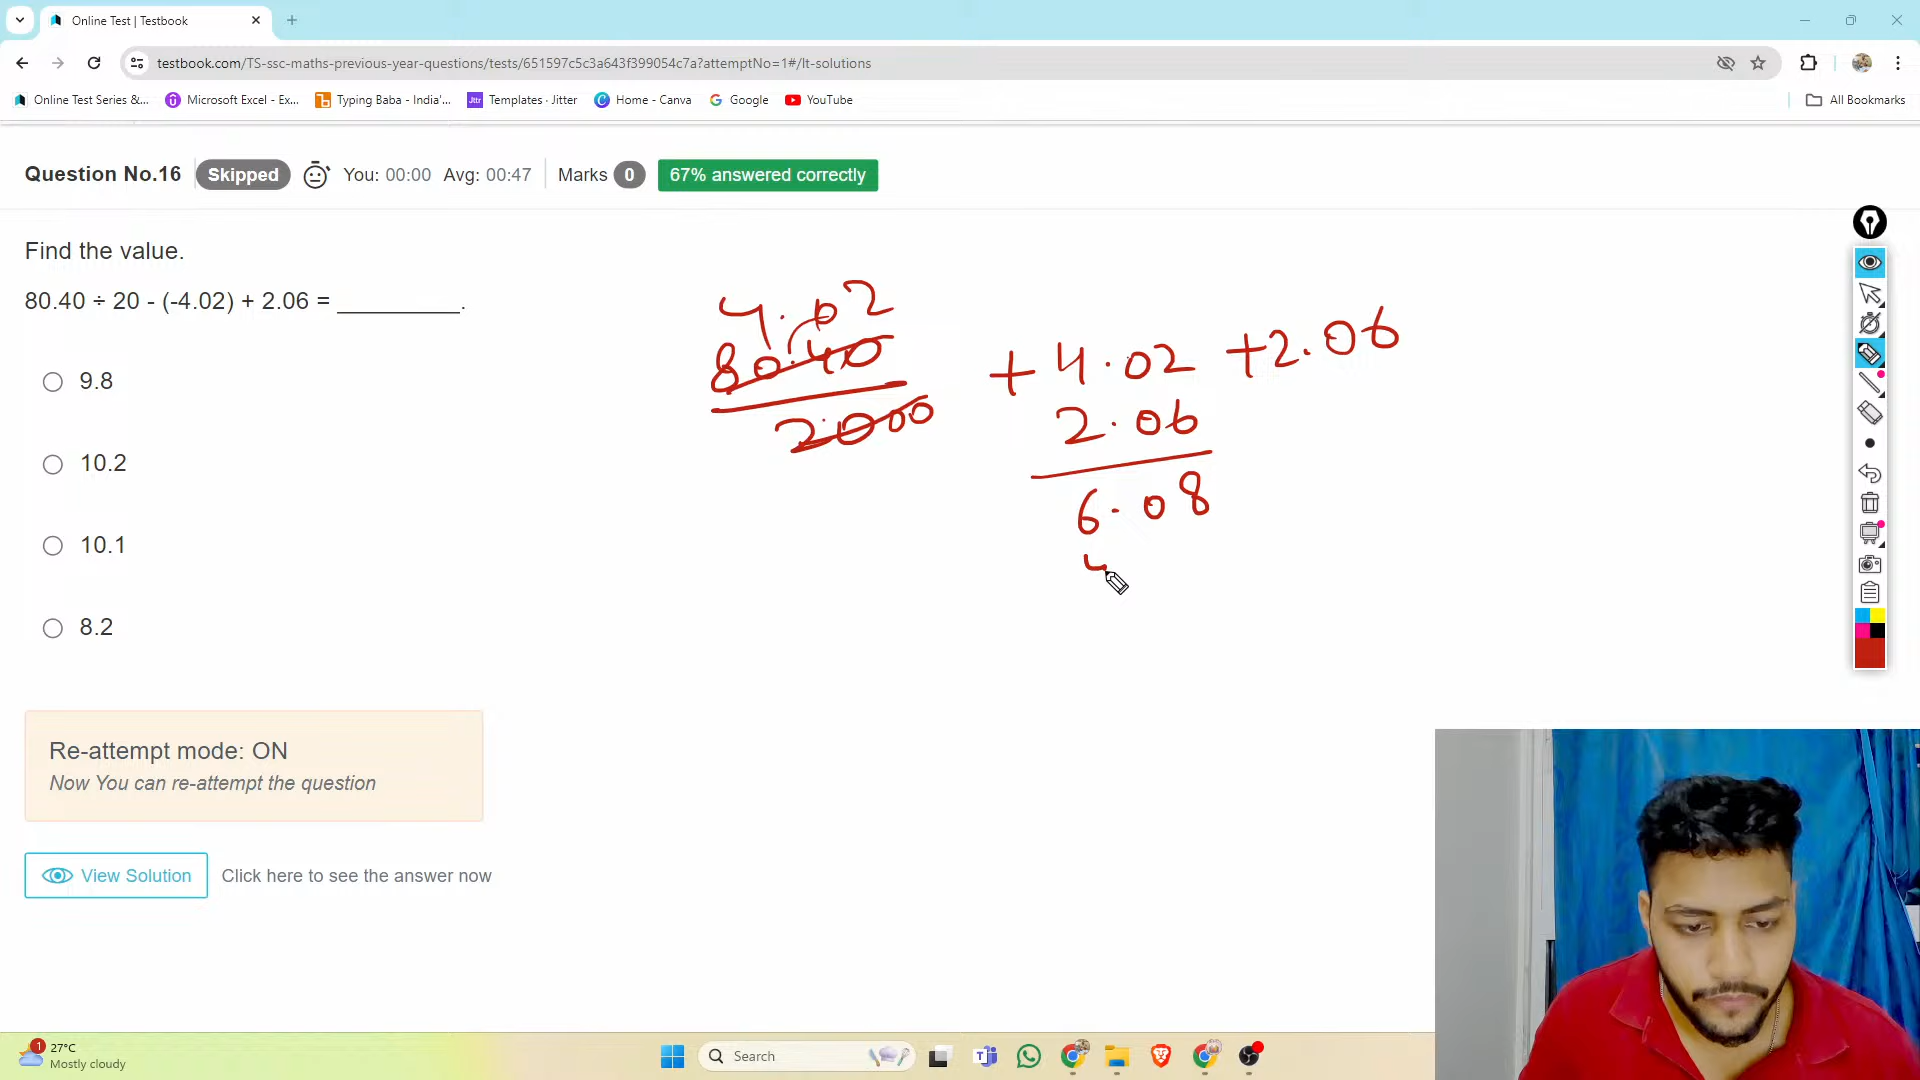 Online Test | Testbook
testbook.com/TS-ssc-maths-previous-year-questions/tests/651597c5c3a643f399054c7a?attemptNo=1#/lt-solutions
Online Test Series &... Microsoft Excel - Ex... Typing Baba - India'... Jitr Templates · Jitter Home - Canva Google YouTube All Bookmarks
Question No.16 Skipped You: 00:00 Avg: 00:47 Marks 0 67% answered correctly
Find the value.
80.40 ÷ 20 - (-4.02) + 2.06 = __________.
9.8
10.2
10.1
8.2
4.02
80.40
2000
+ 4.02 + 2.06
2.06
6.08
Re-attempt mode: ON
Now You can re-attempt the question
View Solution Click here to see the answer now
1
27°C
Mostly cloudy
Search